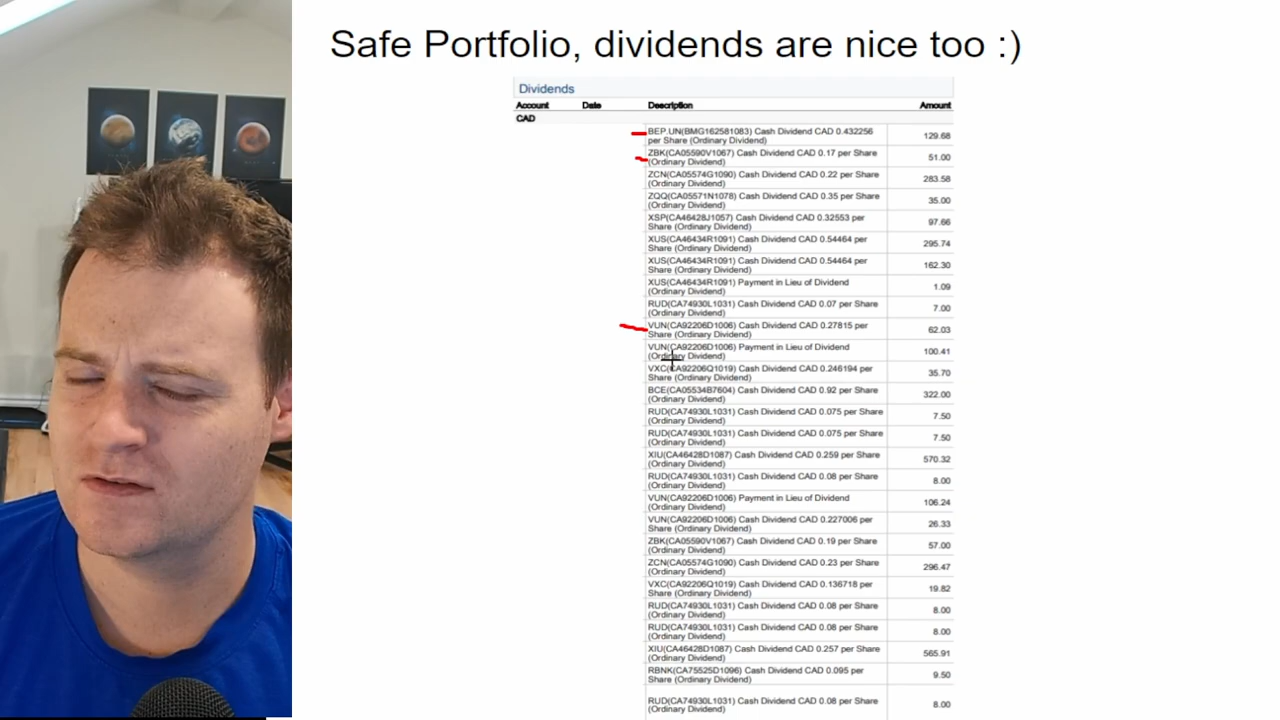 Safe Portfolio, dividends are nice too :)
Dividends
Account Date Description Amount
CAD
BEP.UN(BMG162581083) Cash Dividend CAD 0.432256
per Share (Ordinary Dividend) 129.68
ZBK(CA05590V1067) Cash Dividend CAD 0.17 per Share
(Ordinary Dividend) 51.00
ZCN(CA05574G1090) Cash Dividend CAD 0.22 per Share
(Ordinary Dividend) 283.58
ZQQ(CA05571N1078) Cash Dividend CAD 0.35 per Share
(Ordinary Dividend) 35.00
XSP(CA46428J1057) Cash Dividend CAD 0.32553 per
Share (Ordinary Dividend) 97.66
XUS(CA46434R1091) Cash Dividend CAD 0.54464 per
Share (Ordinary Dividend) 295.74
XUS(CA46434R1091) Cash Dividend CAD 0.54464 per
Share (Ordinary Dividend) 162.30
XUS(CA46434R1091) Payment in Lieu of Dividend
(Ordinary Dividend) 1.09
RUD(CA74930L1031) Cash Dividend CAD 0.07 per Share
(Ordinary Dividend) 7.00
VUN(CA92206D1006) Cash Dividend CAD 0.27815 per
Share (Ordinary Dividend) 62.03
VUN(CA92206D1006) Payment in Lieu of Dividend
(Ordinary Dividend) 100.41
VXC(CA92206Q1019) Cash Dividend CAD 0.246194 per
Share (Ordinary Dividend) 35.70
BCE(CA05534B7604) Cash Dividend CAD 0.92 per Share
(Ordinary Dividend) 322.00
RUD(CA74930L1031) Cash Dividend CAD 0.075 per Share
(Ordinary Dividend) 7.50
RUD(CA74930L1031) Cash Dividend CAD 0.075 per Share
(Ordinary Dividend) 7.50
XIU(CA46428D1087) Cash Dividend CAD 0.259 per Share
(Ordinary Dividend) 570.32
RUD(CA74930L1031) Cash Dividend CAD 0.08 per Share
(Ordinary Dividend) 8.00
VUN(CA92206D1006) Payment in Lieu of Dividend
(Ordinary Dividend) 106.24
VUN(CA92206D1006) Cash Dividend CAD 0.227006 per
Share (Ordinary Dividend) 26.33
ZBK(CA05590V1067) Cash Dividend CAD 0.19 per Share
(Ordinary Dividend) 57.00
ZCN(CA05574G1090) Cash Dividend CAD 0.23 per Share
(Ordinary Dividend) 296.47
VXC(CA92206Q1019) Cash Dividend CAD 0.136718 per
Share (Ordinary Dividend) 19.82
RUD(CA74930L1031) Cash Dividend CAD 0.08 per Share
(Ordinary Dividend) 8.00
RUD(CA74930L1031) Cash Dividend CAD 0.08 per Share
(Ordinary Dividend) 8.00
XIU(CA46428D1087) Cash Dividend CAD 0.257 per Share
(Ordinary Dividend) 565.91
RBNK(CA75525D1096) Cash Dividend CAD 0.095 per
Share (Ordinary Dividend) 9.50
RUD(CA74930L1031) Cash Dividend CAD 0.08 per Share
(Ordinary Dividend) 8.00